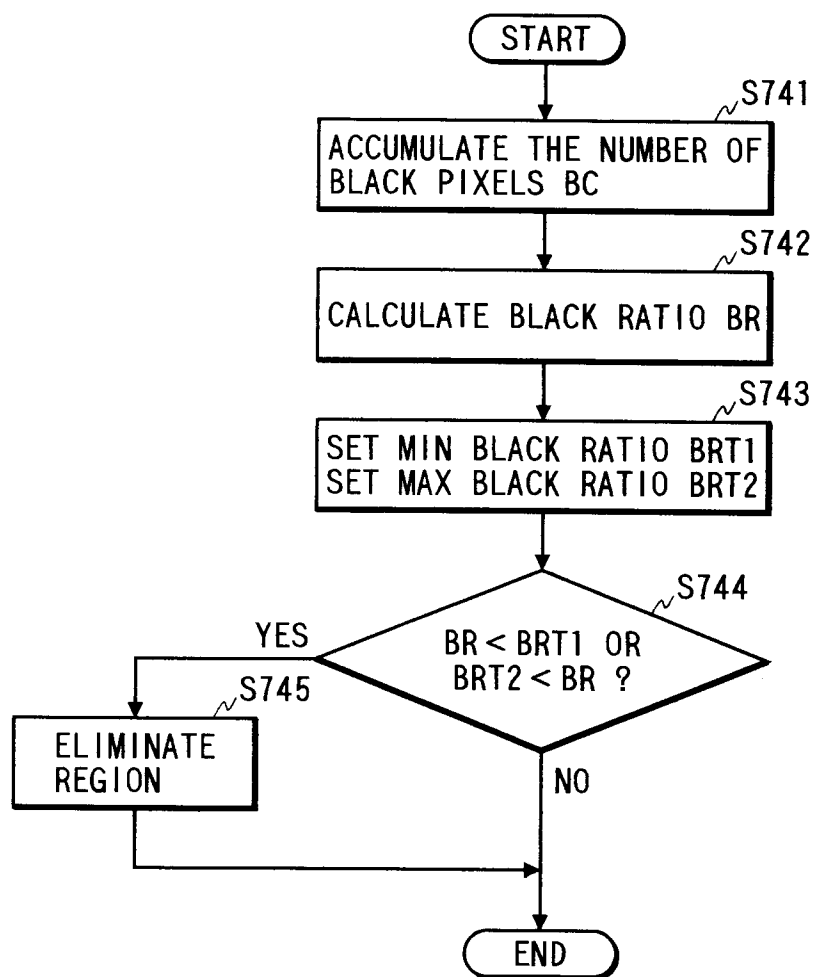 START
S741
ACCUMULATE THE NUMBER OF
BLACK PIXELS BC
S742
CALCULATE BLACK RATIO BR
S743
SET MIN BLACK RATIO BRT1
SET MAX BLACK RATIO BRT2
S744
BR < BRT1 OR
BRT2 < BR ?
YES
S745
ELIMINATE
REGION
NO
END